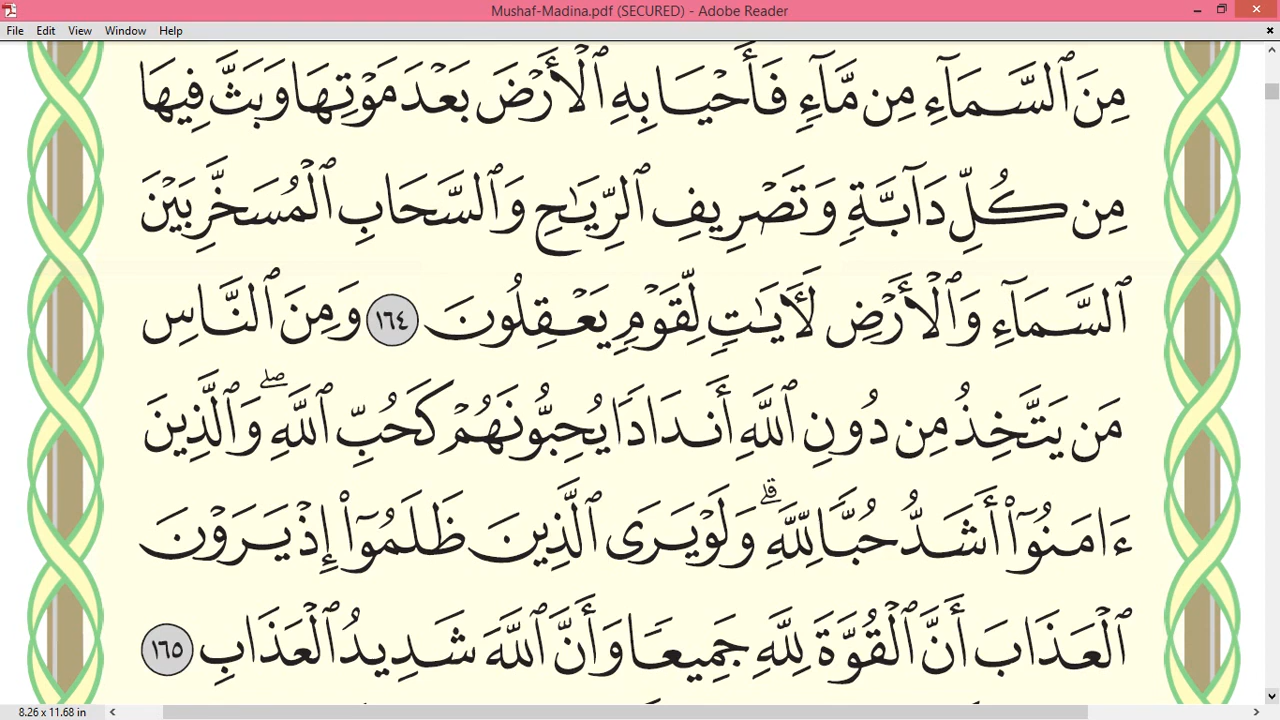 Mushaf-Madina.pdf (SECURED) - Adobe Reader
File Edit View Window Help
مِنَ ٱلسَّمَآءِ مِن مَّآءٍ فَأَحْيَا بِهِ ٱلْأَرْضَ بَعْدَ مَوْتِهَا وَبَثَّ فِيهَا
مِن كُلِّ دَآبَّةٍ وَتَصْرِيفِ ٱلرِّيَٰحِ وَٱلسَّحَابِ ٱلْمُسَخَّرِ بَيْنَ
ٱلسَّمَآءِ وَٱلْأَرْضِ لَأَيَٰتٍ لِّقَوْمٍ يَعْقِلُونَ ١٦٤ وَمِنَ ٱلنَّاسِ
مَن يَتَّخِذُ مِن دُونِ ٱللَّهِ أَندَادًا يُحِبُّونَهُمْ كَحُبِّ ٱللَّهِ ۖ وَٱلَّذِينَ
ءَامَنُوٓا۟ أَشَدُّ حُبًّا لِّلَّهِ ۗ وَلَوْ يَرَى ٱلَّذِينَ ظَلَمُوٓا۟ إِذْ يَرَوْنَ
ٱلْعَذَابَ أَنَّ ٱلْقُوَّةَ لِلَّهِ جَمِيعًا وَأَنَّ ٱللَّهَ شَدِيدُ ٱلْعَذَابِ ١٦٥
8.26 x 11.68 in